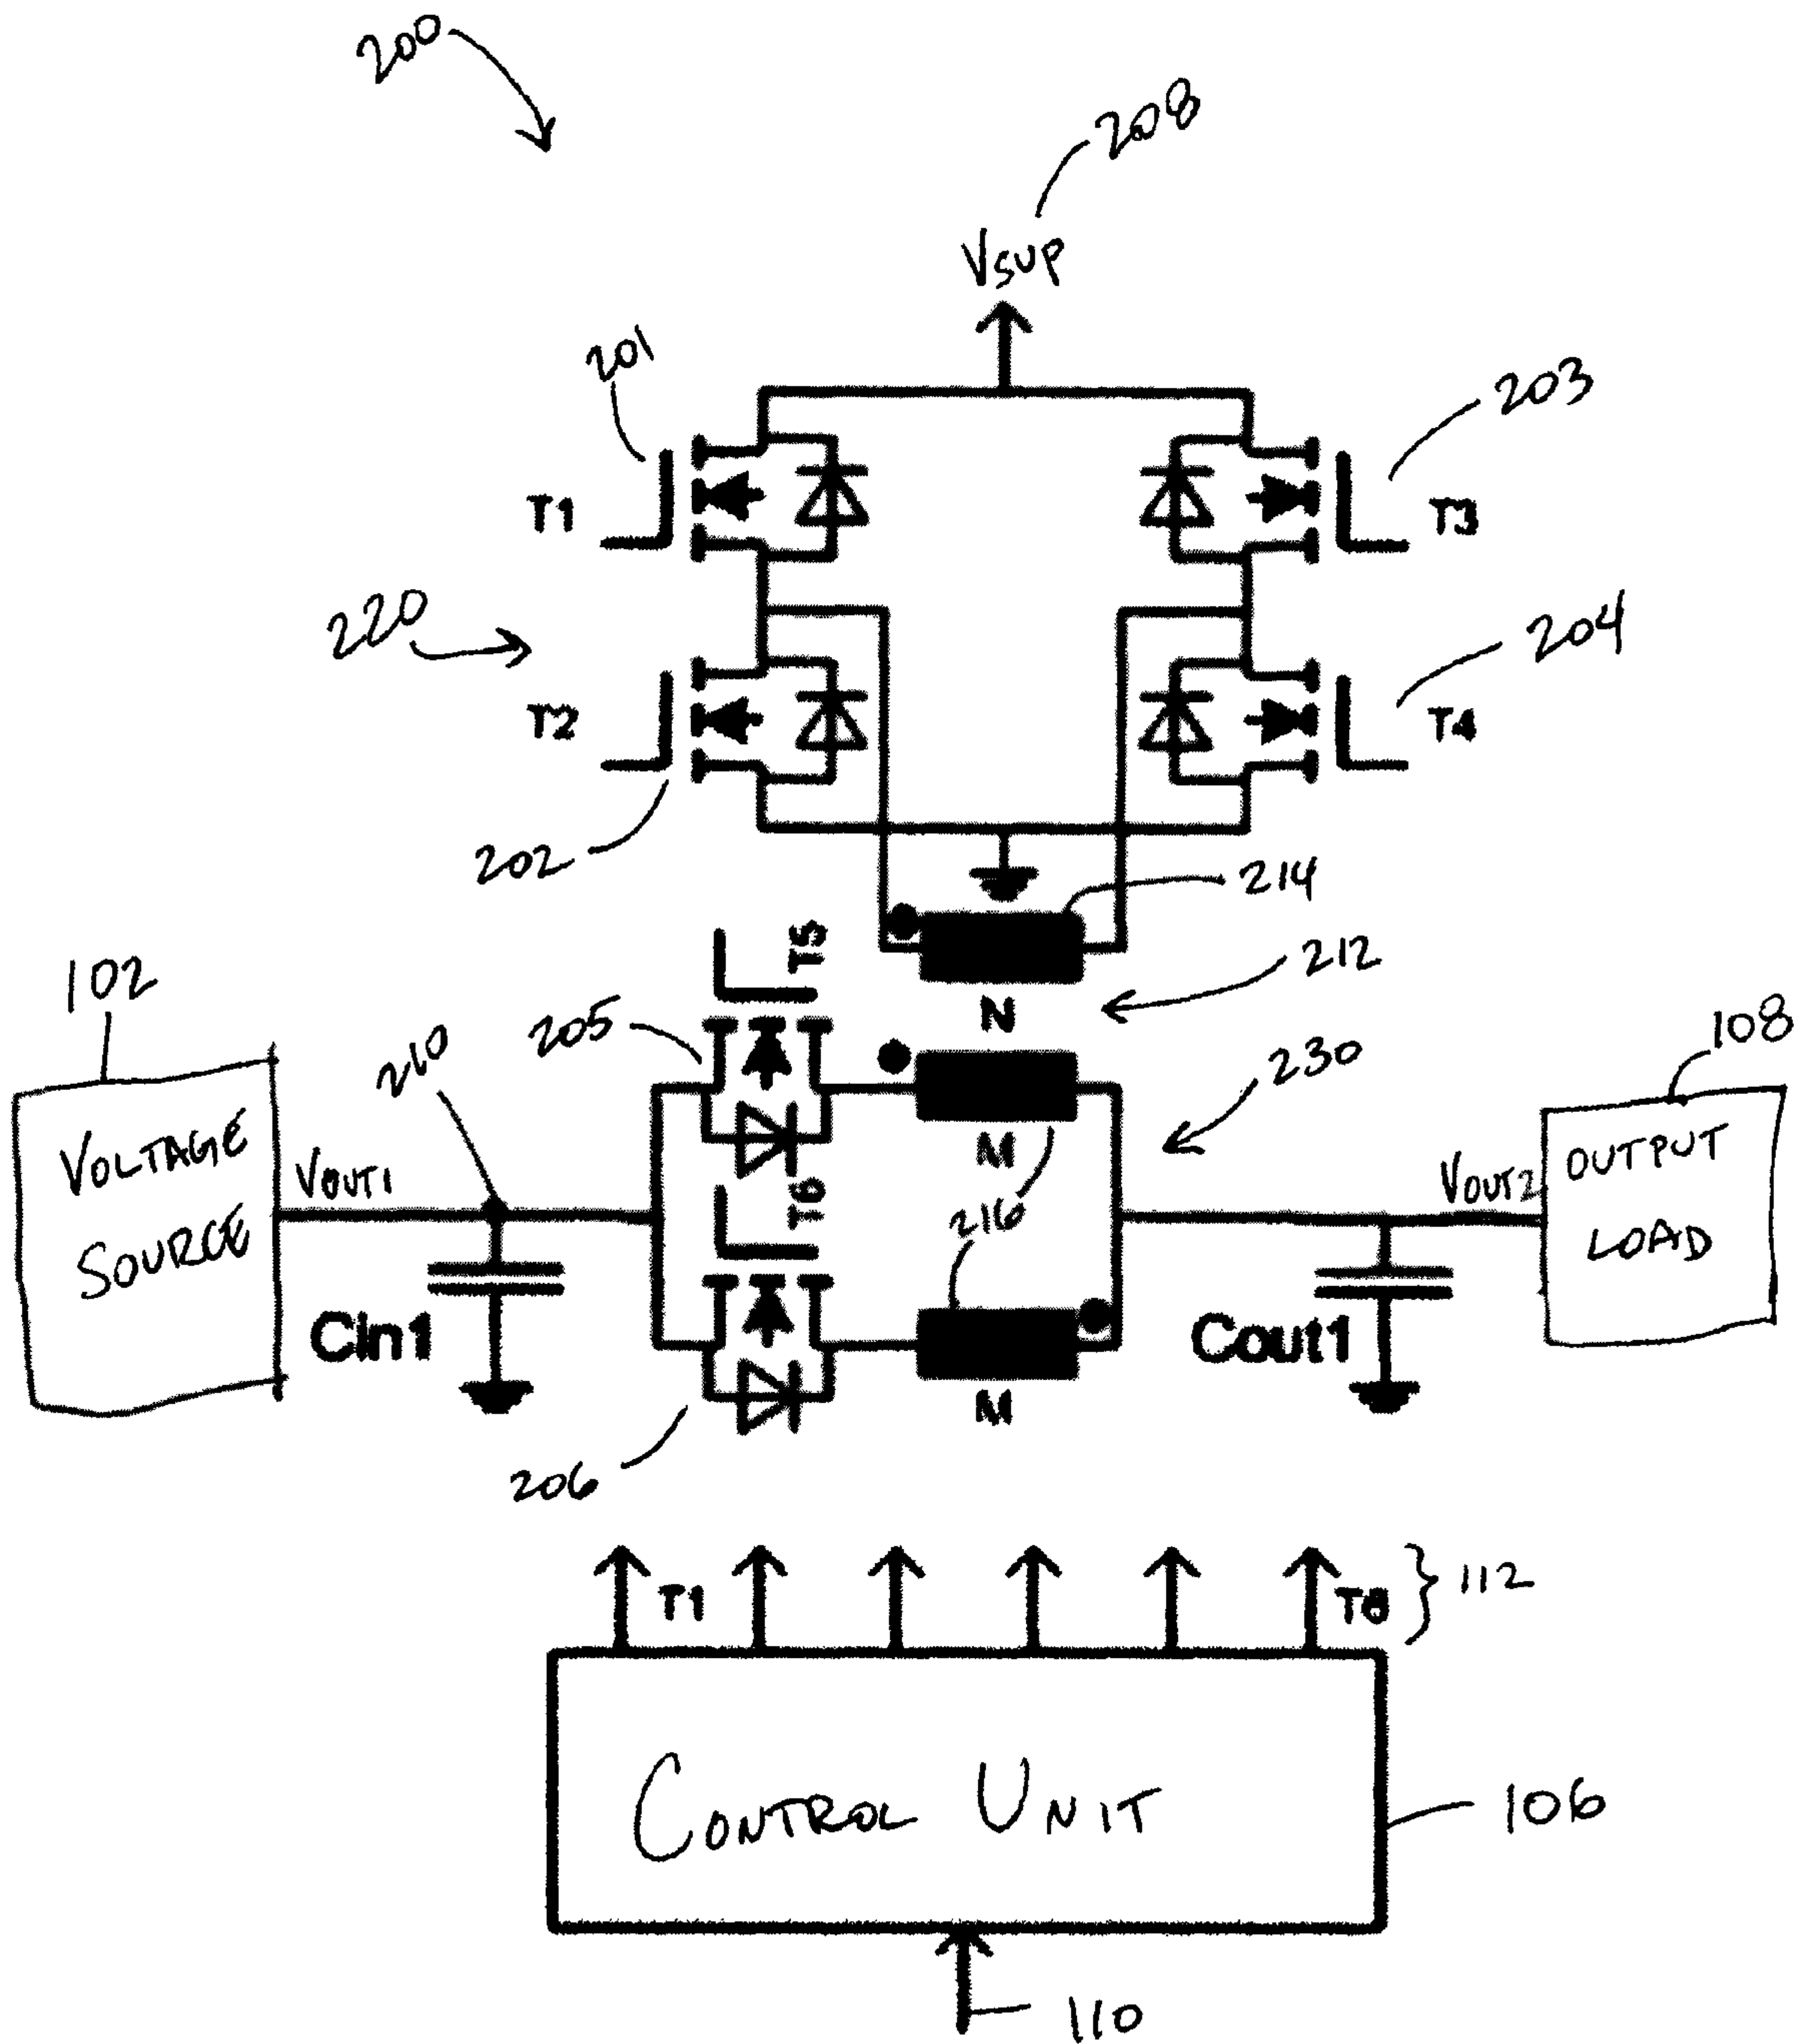 200
208
VSUP
201
203
T1
T3
220
204
T2
T4
202
214
T5
212
102
N
205
210
108
230
VOLTAGE
SOURCE
M
OUTPUT
LOAD
VOUT1
VOUT2
T6
216
Cin1
Cout1
M
206
T1
T6
112
CONTROL UNIT
106
110